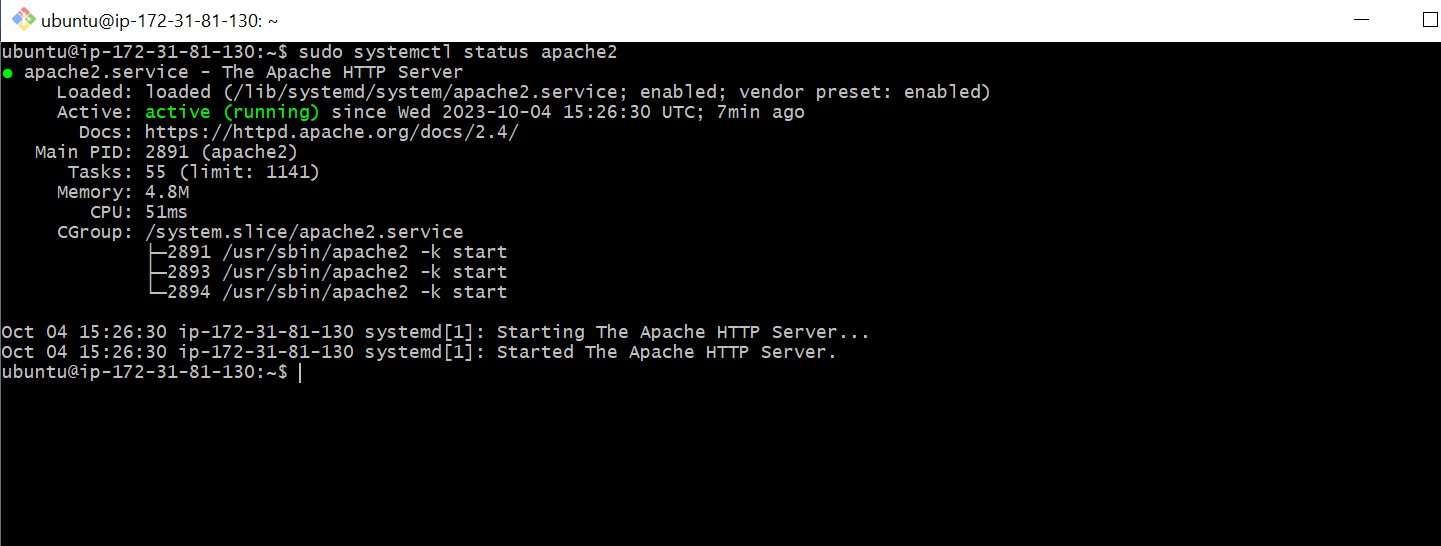 ubuntu@ip-172-31-81-130: ~
ubuntu@ip-172-31-81-130:~$ sudo systemctl status apache2
● apache2.service - The Apache HTTP Server
     Loaded: loaded (/lib/systemd/system/apache2.service; enabled; vendor preset: enabled)
     Active: active (running) since Wed 2023-10-04 15:26:30 UTC; 7min ago
       Docs: https://httpd.apache.org/docs/2.4/
   Main PID: 2891 (apache2)
      Tasks: 55 (limit: 1141)
     Memory: 4.8M
        CPU: 51ms
     CGroup: /system.slice/apache2.service
             ├─2891 /usr/sbin/apache2 -k start
             ├─2893 /usr/sbin/apache2 -k start
             └─2894 /usr/sbin/apache2 -k start
Oct 04 15:26:30 ip-172-31-81-130 systemd[1]: Starting The Apache HTTP Server...
Oct 04 15:26:30 ip-172-31-81-130 systemd[1]: Started The Apache HTTP Server.
ubuntu@ip-172-31-81-130:~$